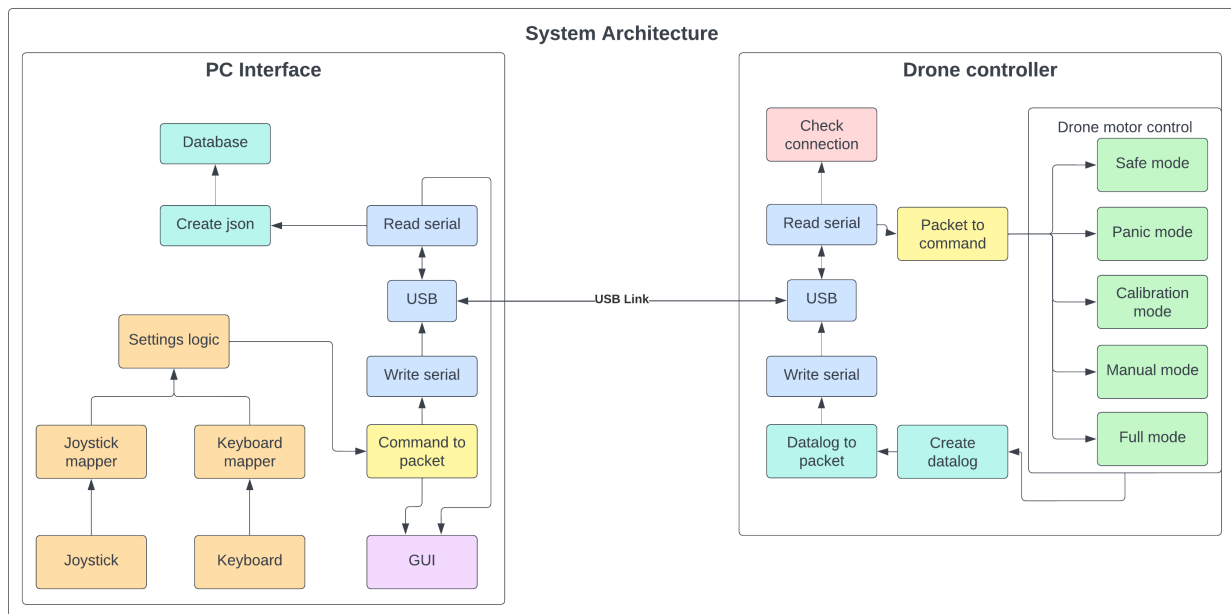 System Architecture
PC Interface
Database
Create json
Read serial
USB
Settings logic
Write serial
Joystick
mapper
Keyboard
mapper
Command to
packet
Joystick
Keyboard
GUI
USB Link
Drone controller
Check
connection
Read serial
Packet to
command
USB
Write serial
Datalog to
packet
Create
datalog
Drone motor control
Safe mode
Panic mode
Calibration
mode
Manual mode
Full mode